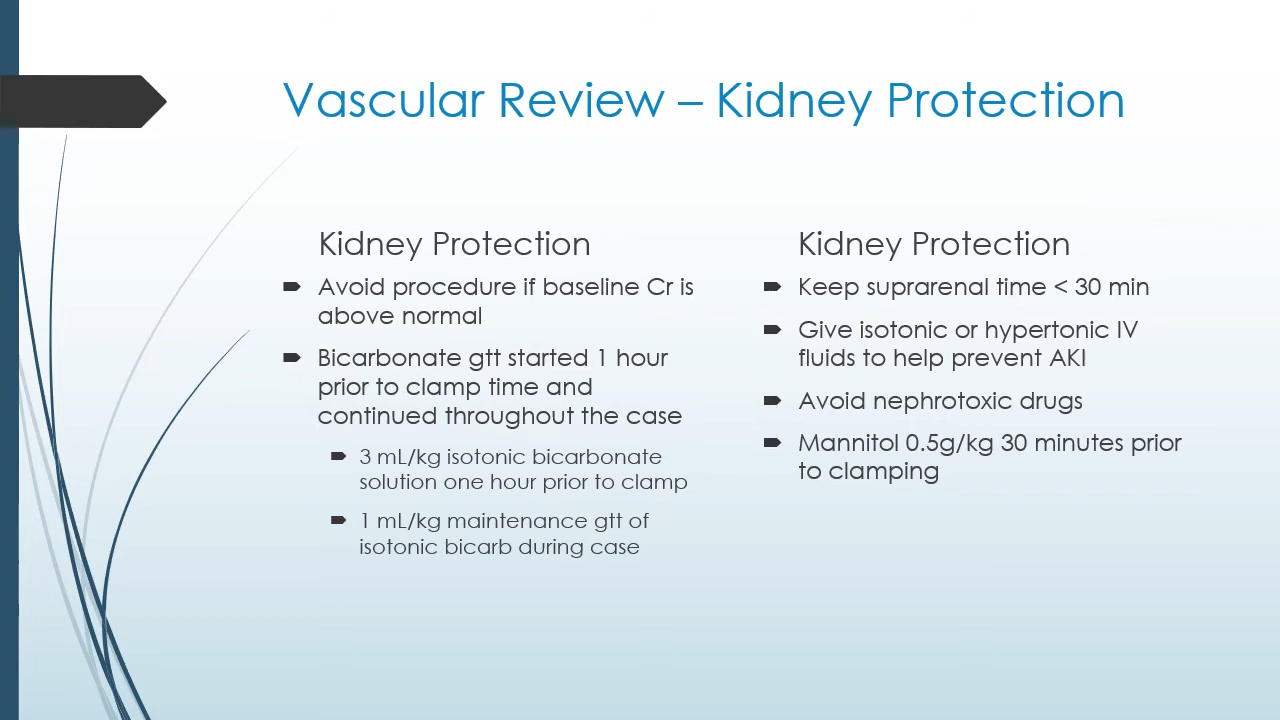 Vascular Review – Kidney Protection
Kidney Protection
Avoid procedure if baseline Cr is
above normal
Bicarbonate gtt started 1 hour
prior to clamp time and
continued throughout the case
3 mL/kg isotonic bicarbonate
solution one hour prior to clamp
1 mL/kg maintenance gtt of
isotonic bicarb during case
Kidney Protection
Keep suprarenal time < 30 min
Give isotonic or hypertonic IV
fluids to help prevent AKI
Avoid nephrotoxic drugs
Mannitol 0.5g/kg 30 minutes prior
to clamping